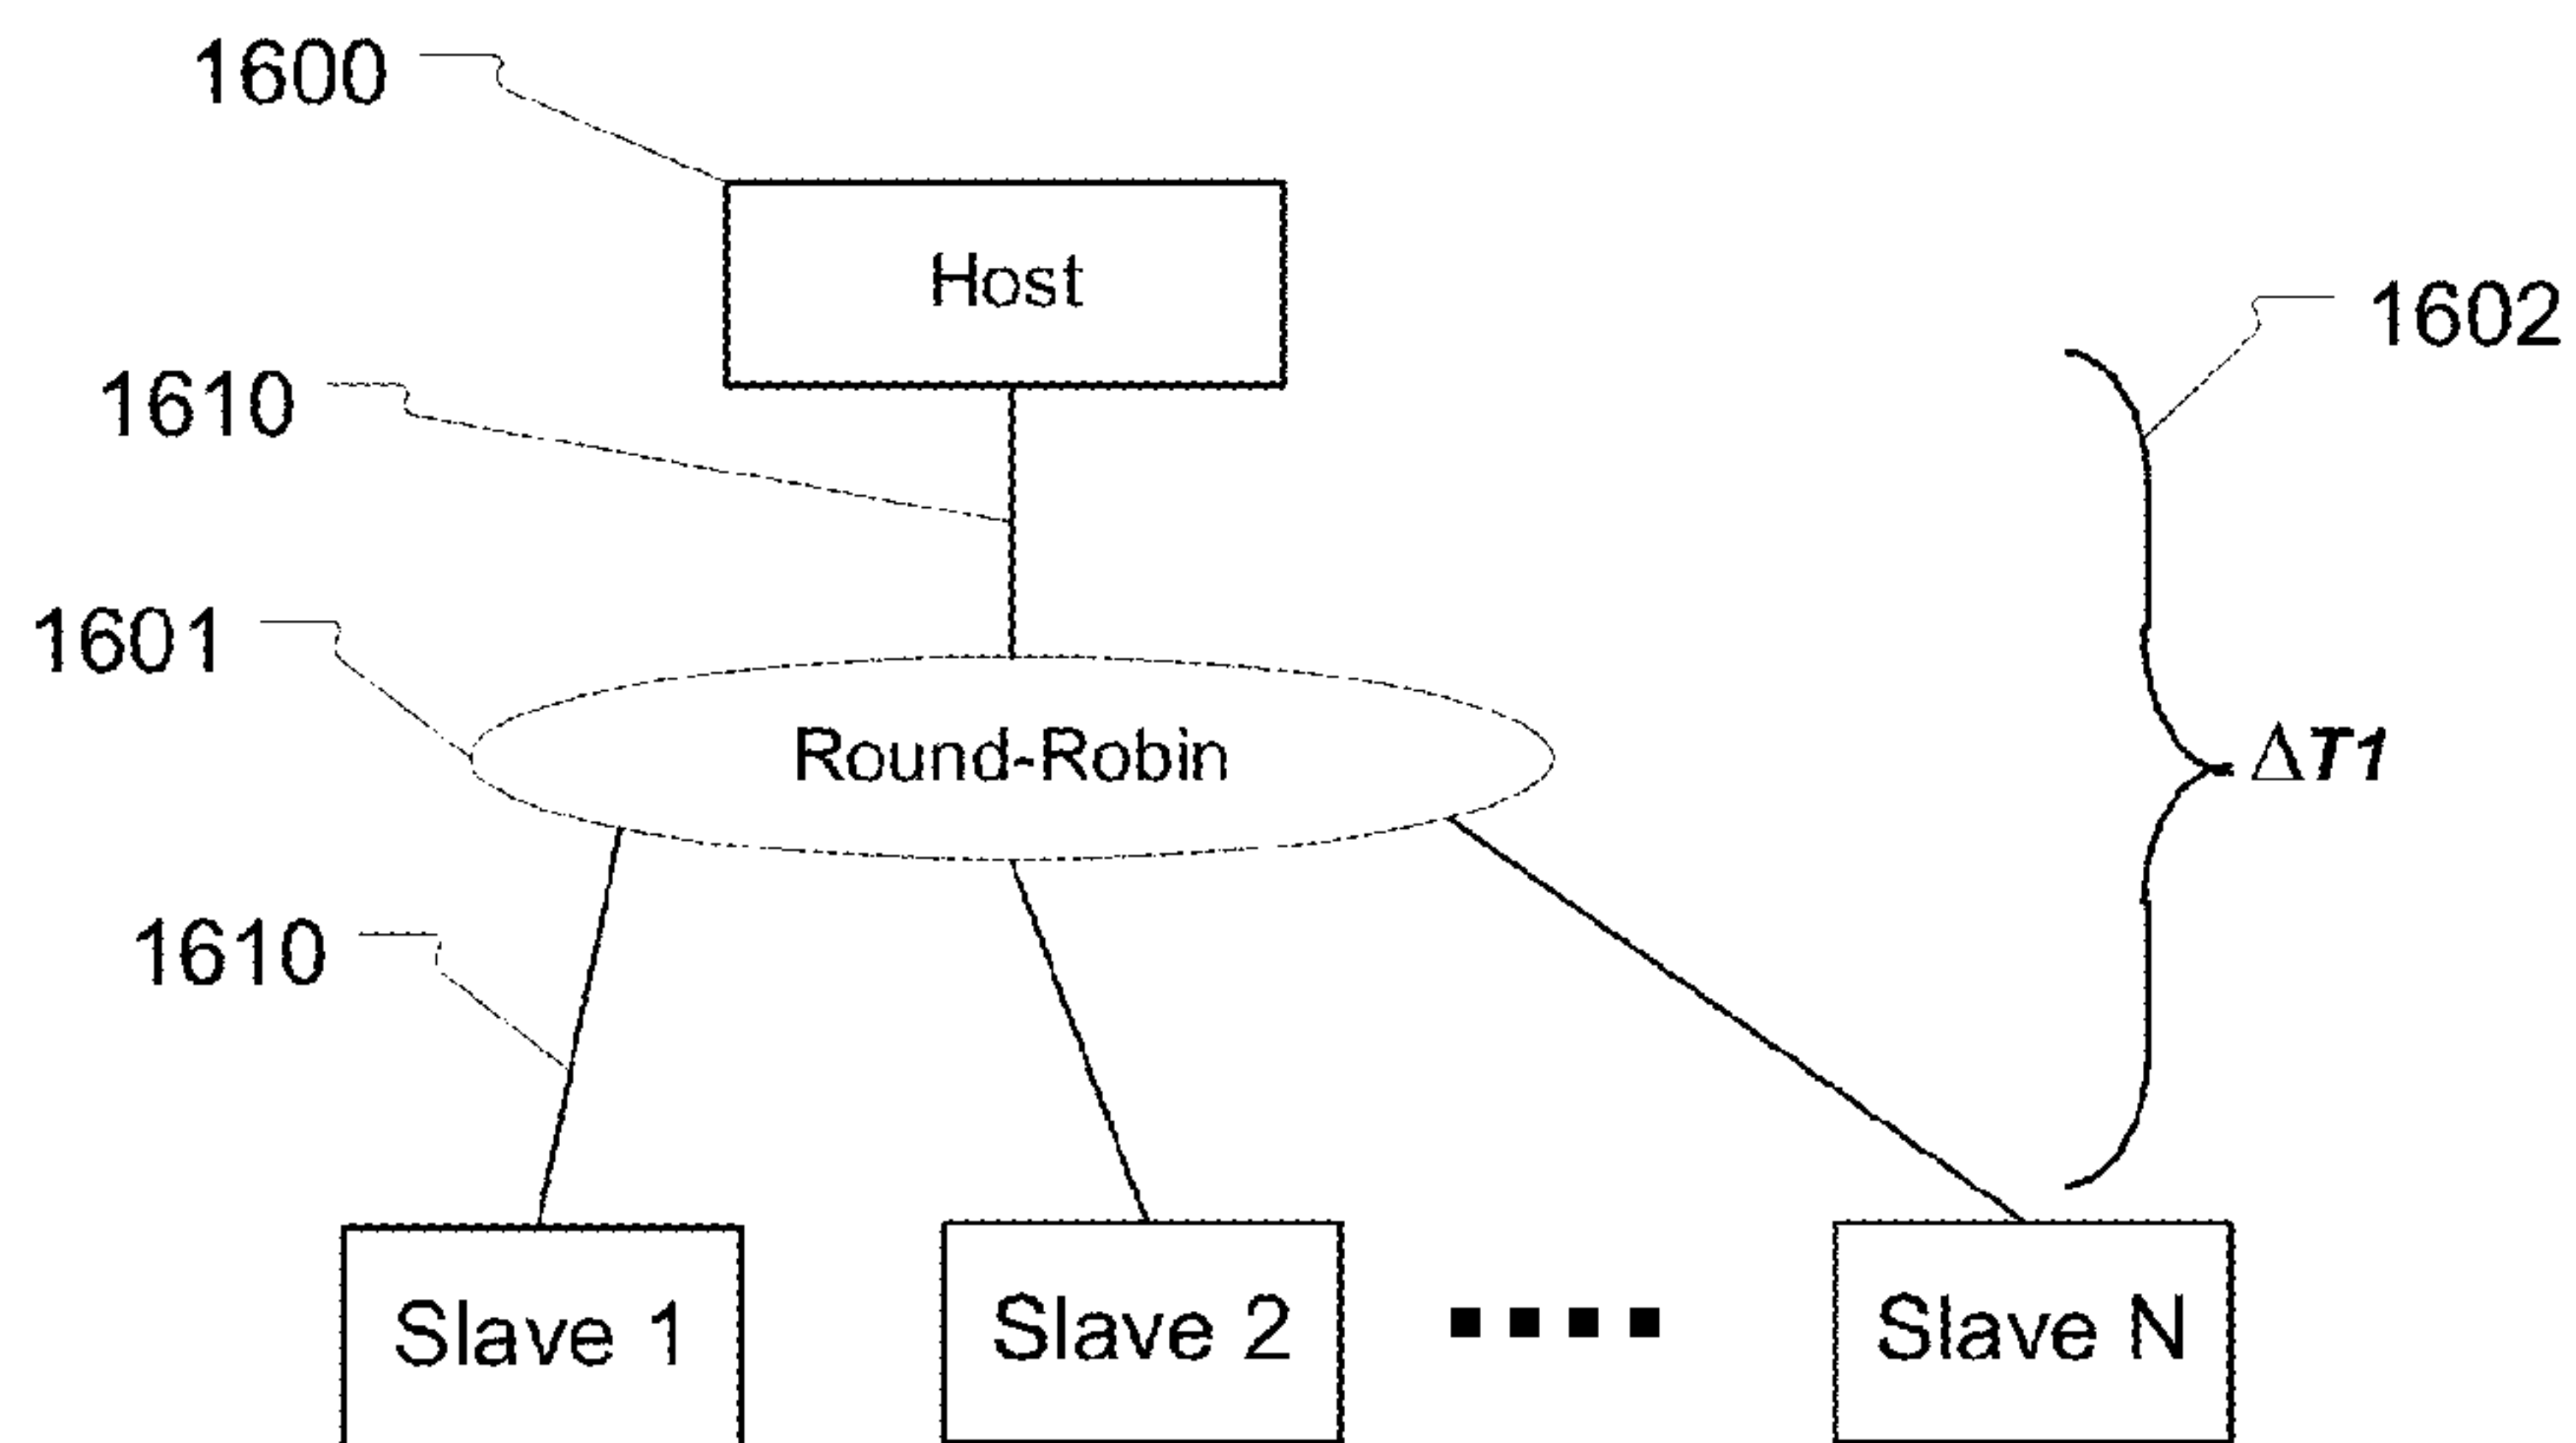 1600
Host
1602
1610
1601
Round-Robin
ΔT1
1610
Slave 1
Slave 2
Slave N